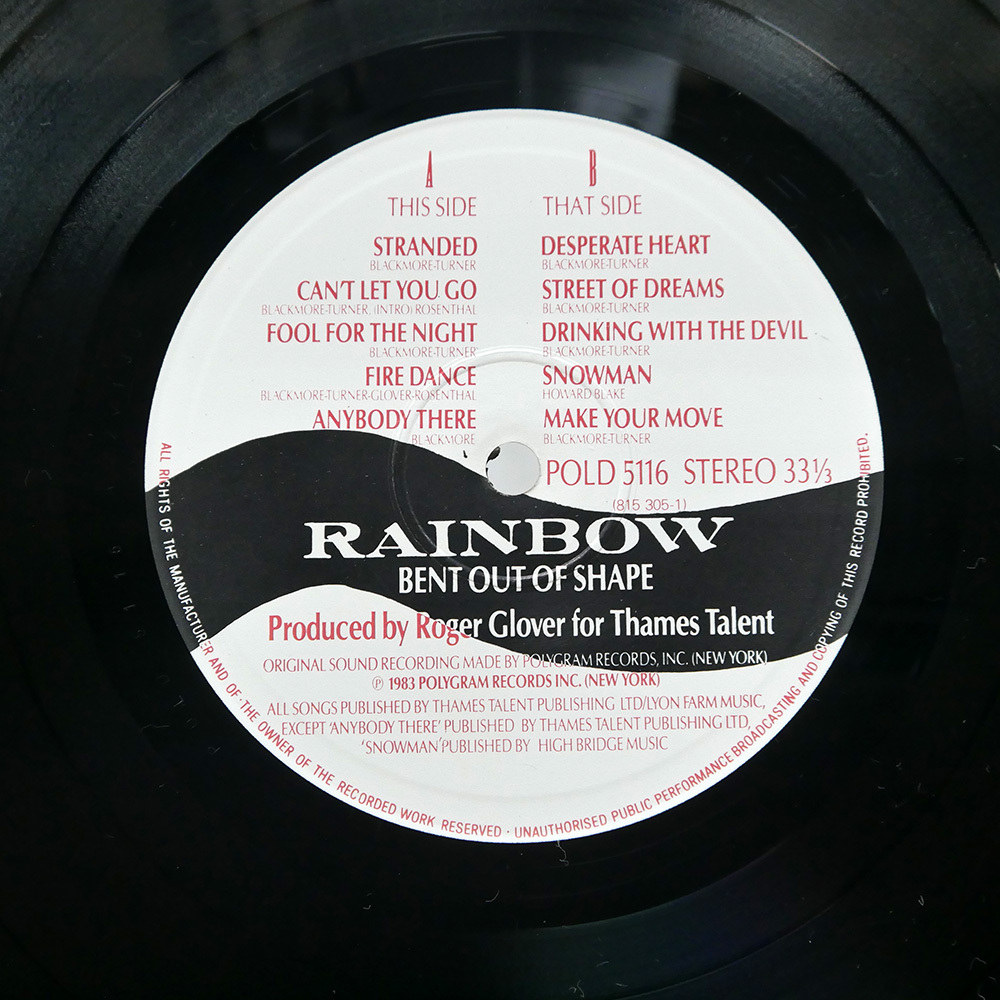 A
THIS SIDE
STRANDED
BLACKMORE-TURNER
CAN'T LET YOU GO
BLACKMORE-TURNER, (INTRO) ROSENTHAL
FOOL FOR THE NIGHT
BLACKMORE-TURNER
FIRE DANCE
BLACKMORE-TURNER-GLOVER-ROSENTHAL
ANYBODY THERE
BLACKMORE
B
THAT SIDE
DESPERATE HEART
BLACKMORE-TURNER
STREET OF DREAMS
BLACKMORE-TURNER
DRINKING WITH THE DEVIL
BLACKMORE-TURNER
SNOWMAN
HOWARD BLAKE
MAKE YOUR MOVE
BLACKMORE-TURNER
POLD 5116 STEREO 33⅓
(815 305-1)
RAINBOW
BENT OUT OF SHAPE
Produced by Roger Glover for Thames Talent
ORIGINAL SOUND RECORDING MADE BY POLYGRAM RECORDS, INC. (NEW YORK)
℗ 1983 POLYGRAM RECORDS INC. (NEW YORK)
ALL SONGS PUBLISHED BY THAMES TALENT PUBLISHING LTD/LYON FARM MUSIC,
EXCEPT 'ANYBODY THERE' PUBLISHED BY THAMES TALENT PUBLISHING LTD,
'SNOWMAN' PUBLISHED BY HIGH BRIDGE MUSIC
ALL RIGHTS OF THE MANUFACTURER AND OF THE OWNER OF THE RECORDED WORK RESERVED · UNAUTHORISED PUBLIC PERFORMANCE BROADCASTING AND COPYING OF THIS RECORD PROHIBITED.